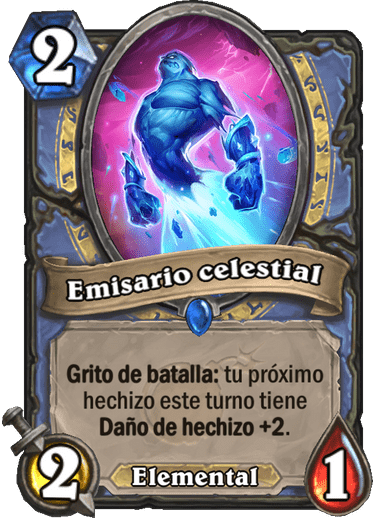 2
Emisario celestial
Grito de batalla: tu próximo
hechizo este turno tiene
Daño de hechizo +2.
2
Elemental
1